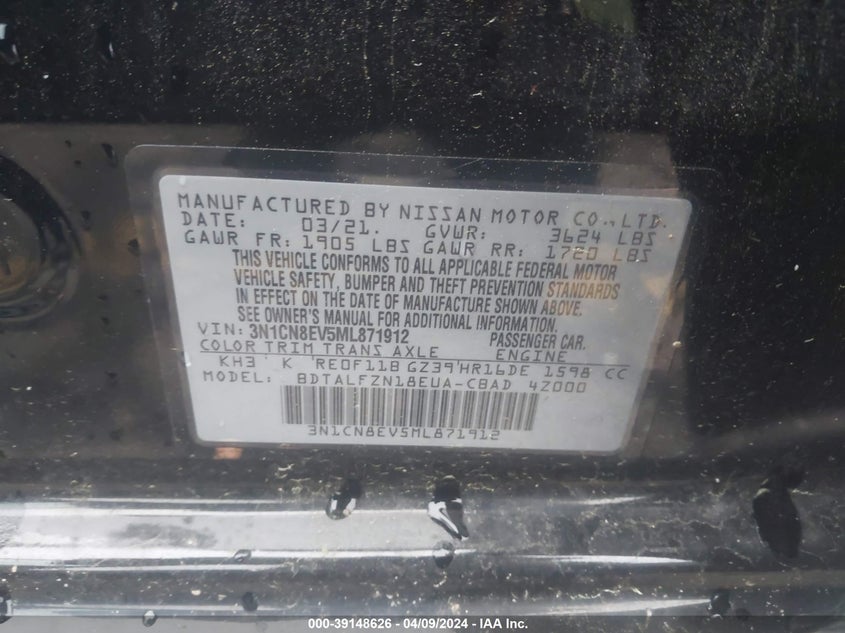 MANUFACTURED BY NISSAN MOTOR CO., LTD.
DATE: 03/21. GVWR: 3624 LBS
GAWR FR: 1905 LBS GAWR RR: 1720 LBS
THIS VEHICLE CONFORMS TO ALL APPLICABLE FEDERAL MOTOR
VEHICLE SAFETY, BUMPER AND THEFT PREVENTION STANDARDS
IN EFFECT ON THE DATE OF MANUFACTURE SHOWN ABOVE.
SEE OWNER'S MANUAL FOR ADDITIONAL INFORMATION.
VIN: 3N1CN8EV5ML871912 PASSENGER CAR.
COLOR TRIM TRANS AXLE ENGINE
KH3 ' K 'RE0F11B GZ39'HR16DE 1598 CC
MODEL: BDTALFZN18EUA-CBAD 4Z000
3N1CN8EV5ML871912
000-39148626 - 04/09/2024 - IAA Inc.